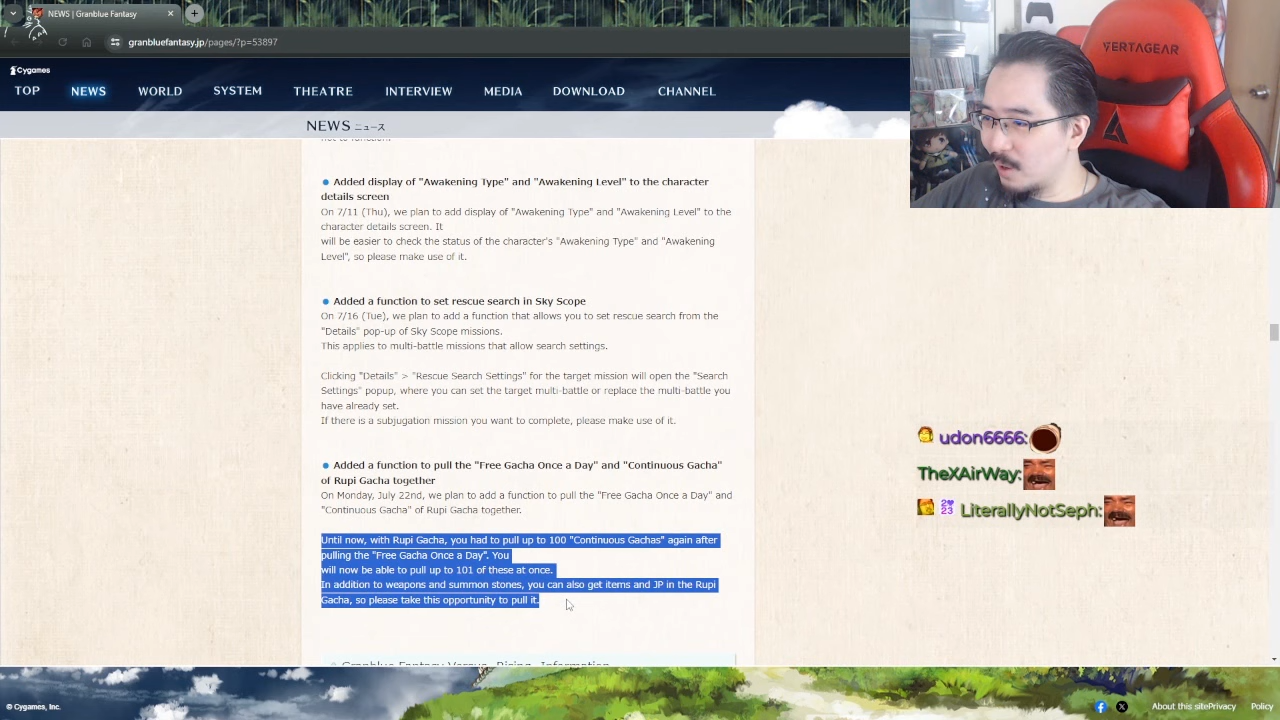 NEWS | Granblue Fantasy
granbluefantasy.jp/pages/?p=53897
Cygames
TOP NEWS WORLD SYSTEM THEATRE INTERVIEW MEDIA DOWNLOAD CHANNEL
NEWS ニュース
VERTAGEAR
Added display of "Awakening Type" and "Awakening Level" to the character
details screen
On 7/11 (Thu), we plan to add display of "Awakening Type" and "Awakening Level" to the
character details screen. It
will be easier to check the status of the character's "Awakening Type" and "Awakening
Level", so please make use of it.
Added a function to set rescue search in Sky Scope
On 7/16 (Tue), we plan to add a function that allows you to set rescue search from the
"Details" pop-up of Sky Scope missions.
This applies to multi-battle missions that allow search settings.
Clicking "Details" > "Rescue Search Settings" for the target mission will open the "Search
Settings" popup, where you can set the target multi-battle or replace the multi-battle you
have already set.
If there is a subjugation mission you want to complete, please make use of it.
Added a function to pull the "Free Gacha Once a Day" and "Continuous Gacha"
of Rupi Gacha together
On Monday, July 22nd, we plan to add a function to pull the "Free Gacha Once a Day" and
"Continuous Gacha" of Rupi Gacha together.
Until now, with Rupi Gacha, you had to pull up to 100 "Continuous Gachas" again after
pulling the "Free Gacha Once a Day". You
will now be able to pull up to 101 of these at once.
In addition to weapons and summon stones, you can also get items and JP in the Rupi
Gacha, so please take this opportunity to pull it.
Granblue Fantasy Versus Rising Information
udon6666:
TheXAirWay:
LiterallyNotSeph:
© Cygames, Inc.
About this sitePrivacy Policy